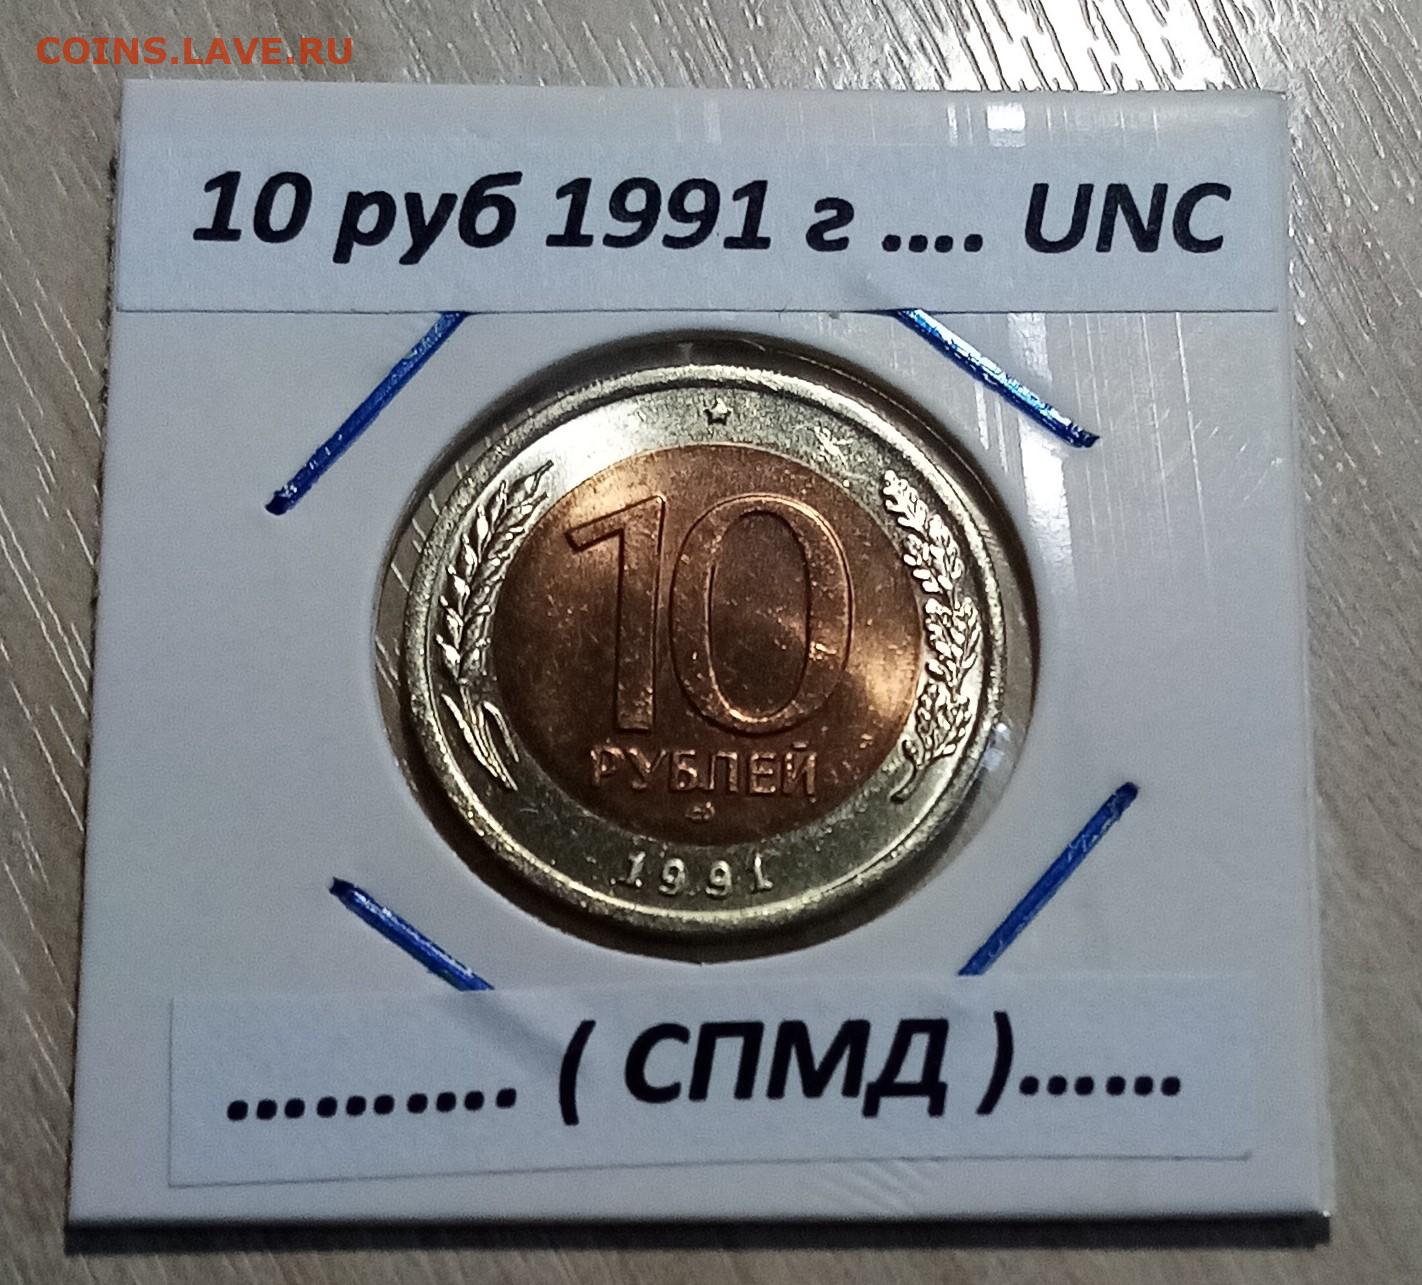 COINS.LAVE.RU
10 руб 1991 г .... UNC
10
РУБЛЕЙ
1991
.......... ( СПМД )......